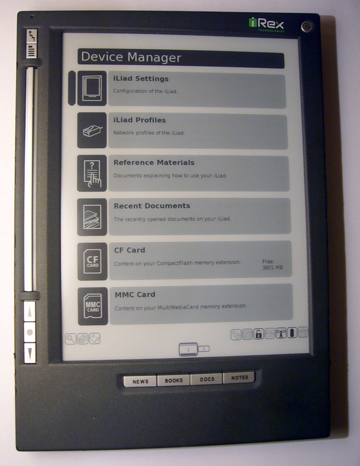 iRex
Device Manager
iLiad Settings
Configuration of the iLiad.
iLiad Profiles
Network profiles of the iLiad.
Reference Materials
Documents explaining how to use your iLiad.
Recent Documents
The recently opened documents on your iLiad.
CF Card
Content on your CompactFlash memory extension.
Free:
CF
CARD
MMC Card
Content on your MultiMediaCard memory extension.
MMC
CARD
NEWS
BOOKS
DOCS
NOTES